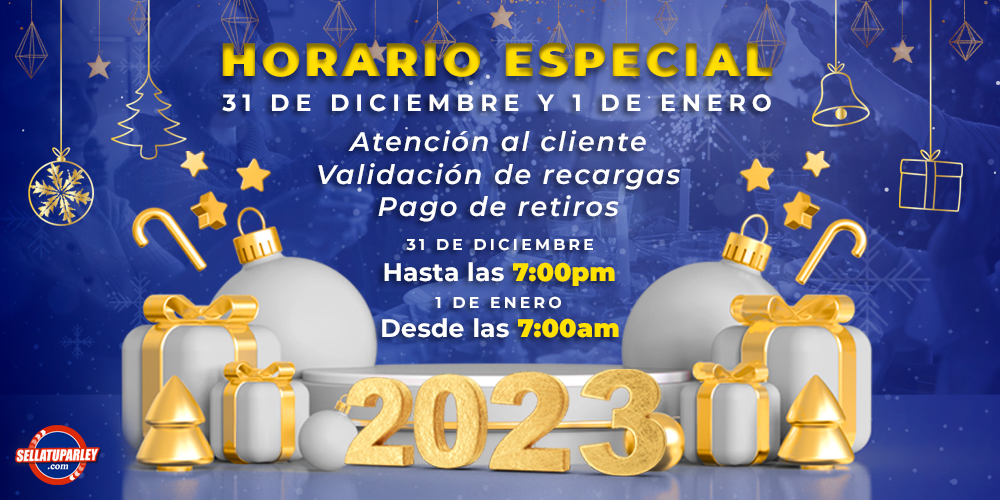 HORARIO ESPECIAL
31 DE DICIEMBRE Y 1 DE ENERO
Atención al cliente
Validación de recargas
Pago de retiros
31 DE DICIEMBRE
Hasta las 7:00pm
1 DE ENERO
Desde las 7:00am
2023
SELLATUPARLEY
.com